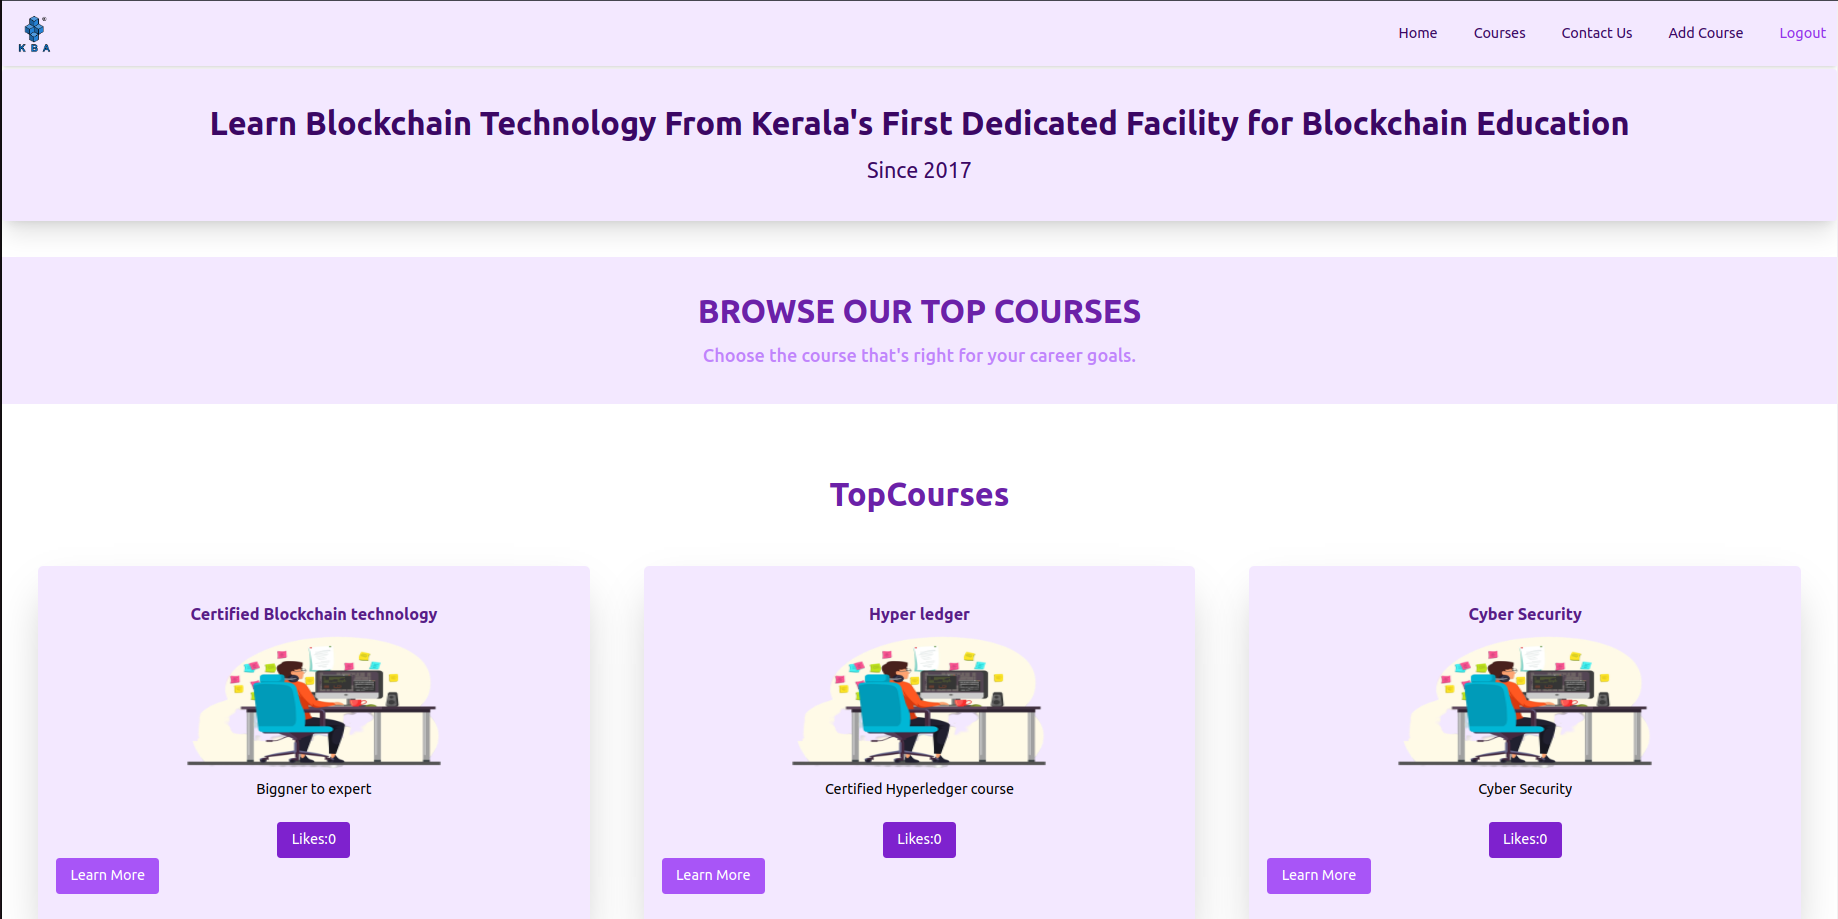 K B A
Home Courses Contact Us Add Course Logout
Learn Blockchain Technology From Kerala's First Dedicated Facility for Blockchain Education
Since 2017
BROWSE OUR TOP COURSES
Choose the course that's right for your career goals.
TopCourses
Certified Blockchain technology
Biggner to expert
Likes:0
Learn More
Hyper ledger
Certified Hyperledger course
Likes:0
Learn More
Cyber Security
Cyber Security
Likes:0
Learn More